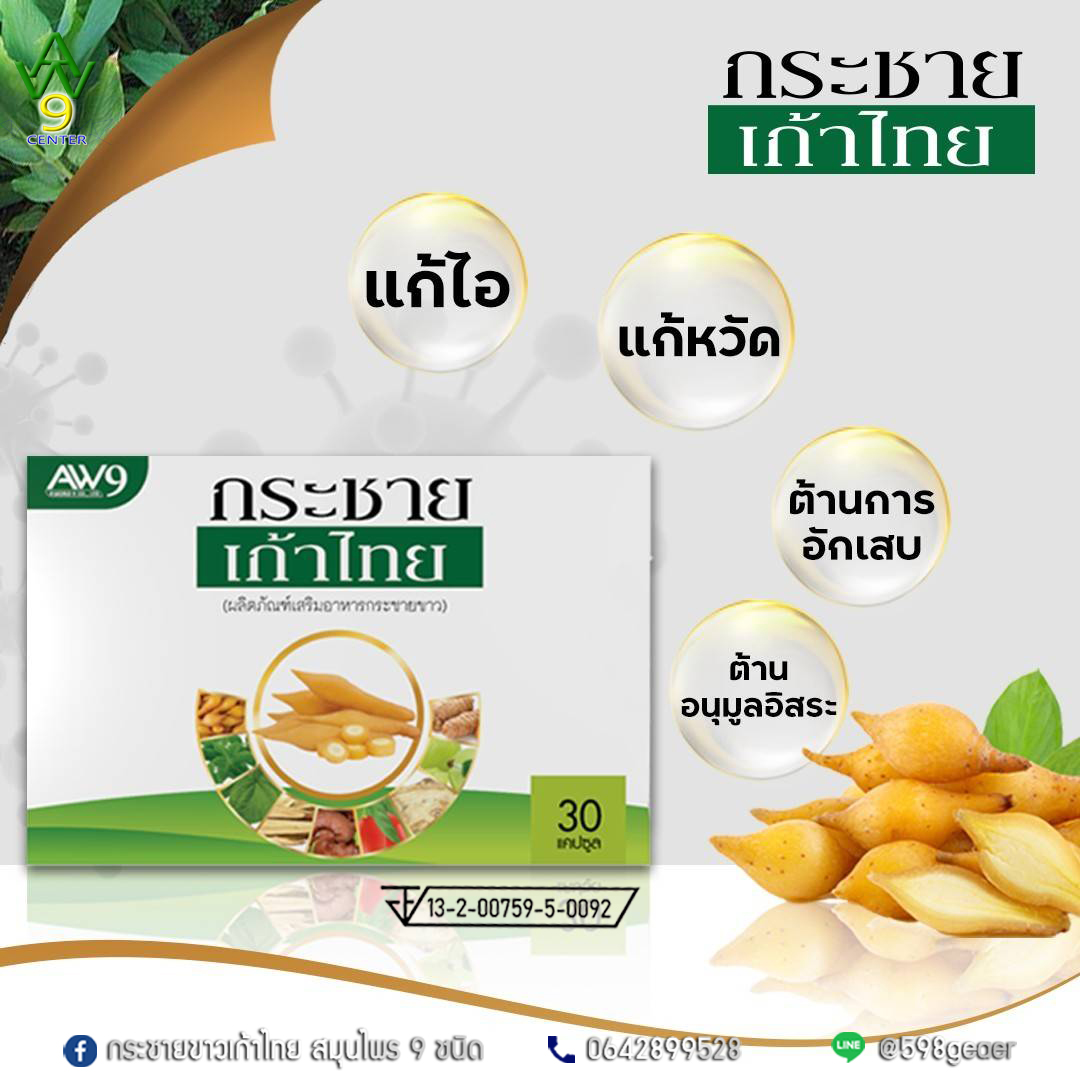 AW
9
CENTER
กระชาย
เก้าไทย
แก้ไอ
แก้หวัด
ต้านการ
อักเสบ
ต้าน
อนุมูลอิสระ
AW9
กระชาย
เก้าไทย
(ผลิตภัณฑ์เสริมอาหารกระชายขาว)
30
แคปซูล
13-2-00759-5-0092
กระชายขาวเก้าไทย สมุนไพร 9 ชนิด
0642899528
LINE @598geaer